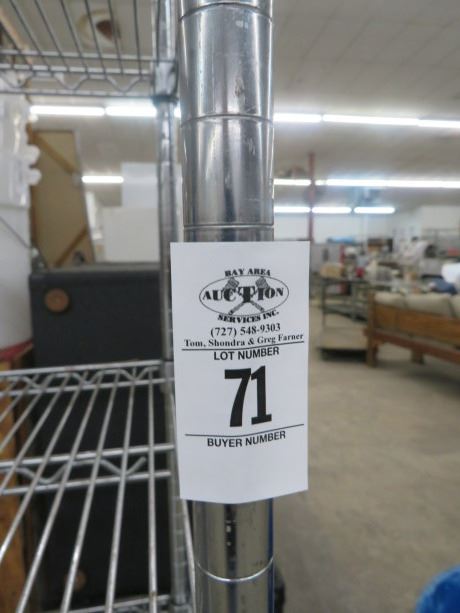 BAY AREA
AUCTION
SERVICES INC.
(727) 548-9303
Tom, Shondra & Greg Farner
LOT NUMBER
71
BUYER NUMBER